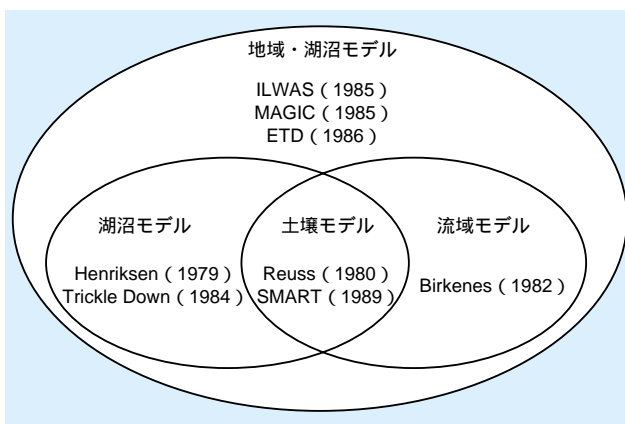 地域・湖沼モデル
ILWAS（1985）
MAGIC（1985）
ETD（1986）
湖沼モデル
Henriksen（1979）
Trickle Down（1984）
土壌モデル
Reuss（1980）
SMART（1989）
流域モデル
Birkenes（1982）